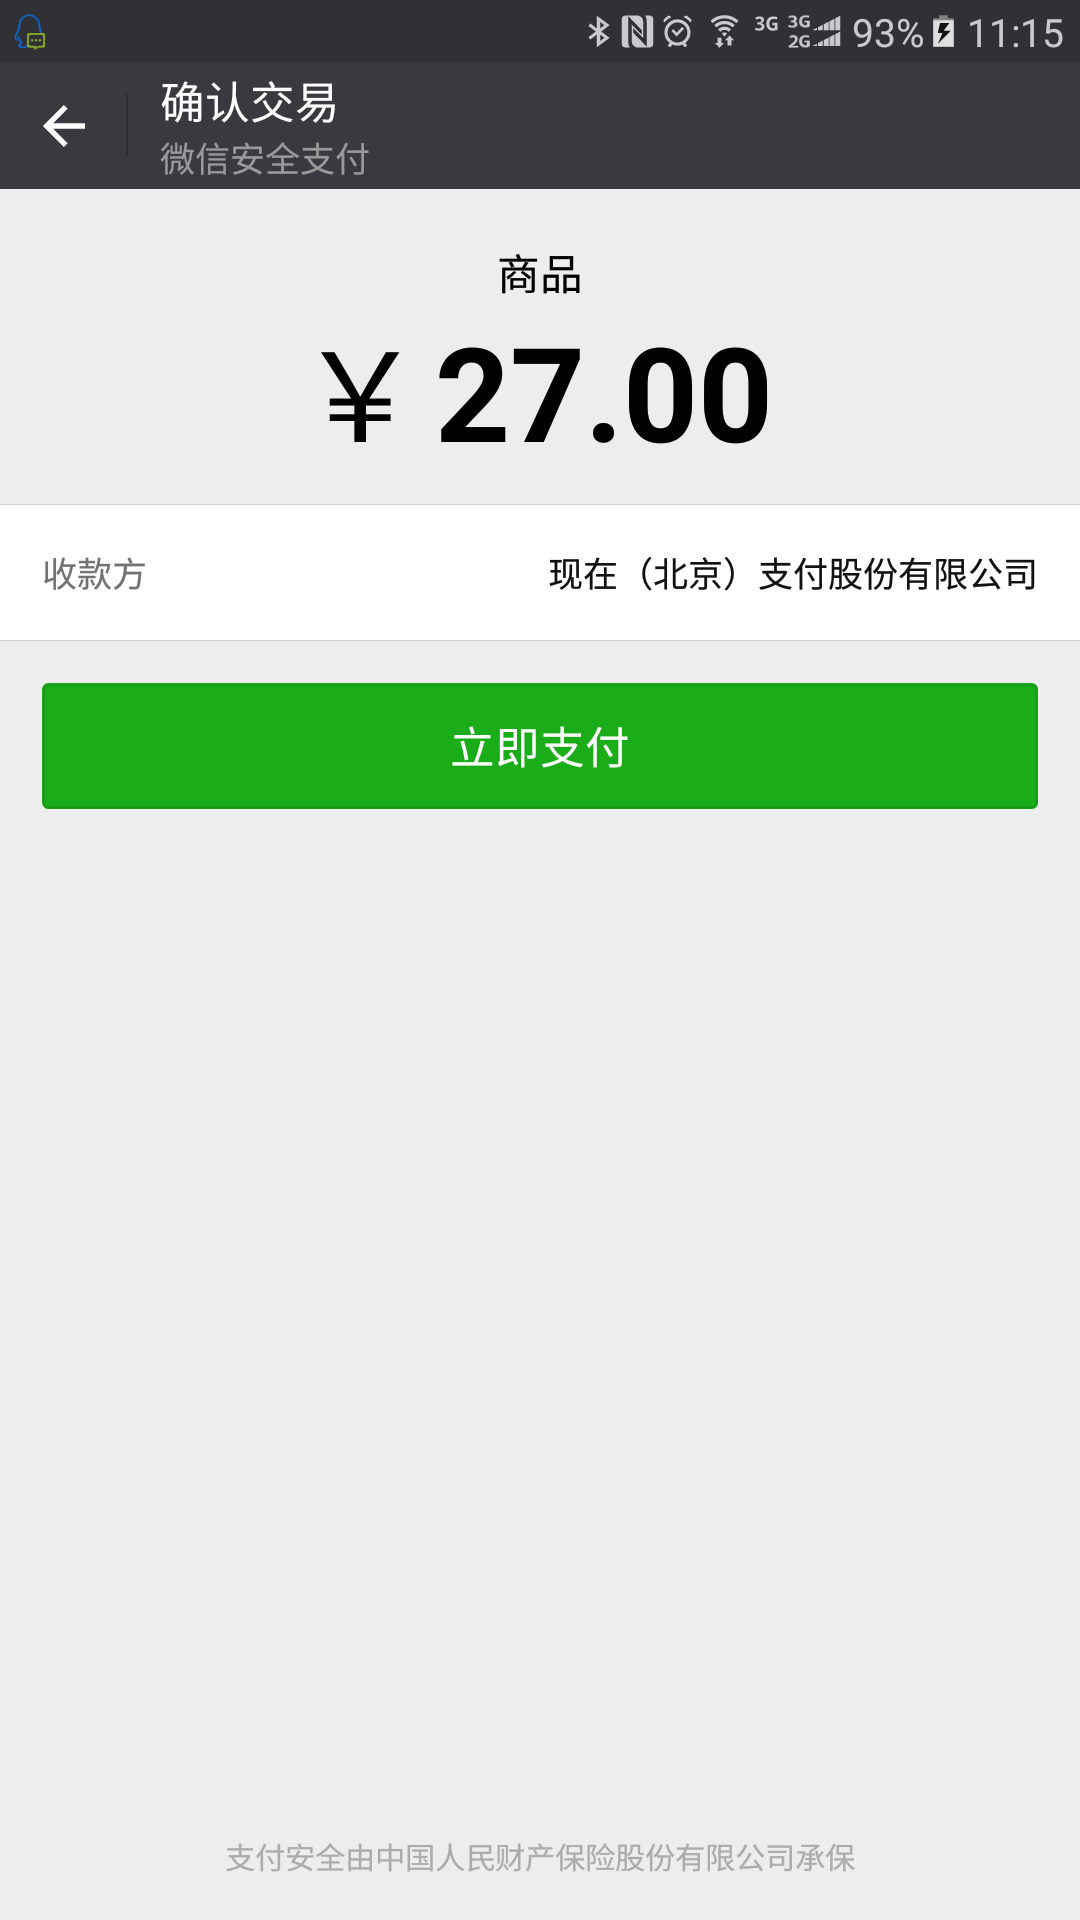 3G 3G 2G 93% 11:15
确认交易
微信安全支付
商品
￥27.00
收款方 现在（北京）支付股份有限公司
立即支付
支付安全由中国人民财产保险股份有限公司承保